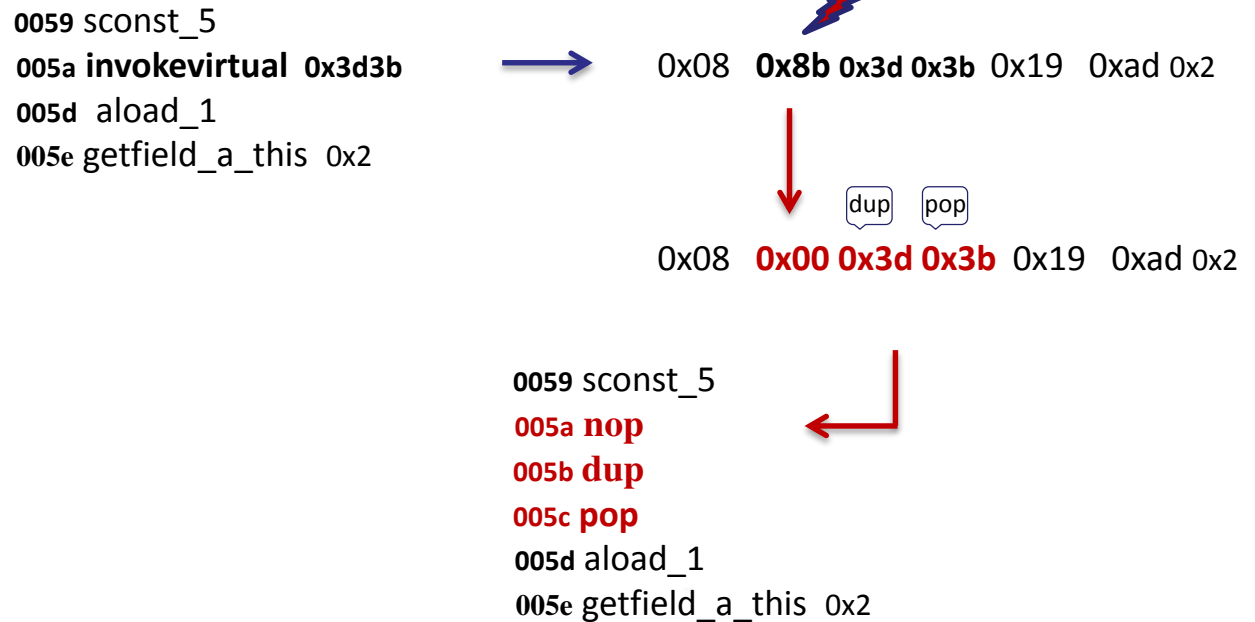 0059 sconst_5
005a invokevirtual 0x3d3b
005d aload_1
005e getfield_a_this 0x2
0x08 0x8b 0x3d 0x3b 0x19 0xad 0x2
dup pop
0x08 0x00 0x3d 0x3b 0x19 0xad 0x2
0059 sconst_5
005a nop
005b dup
005c pop
005d aload_1
005e getfield_a_this 0x2